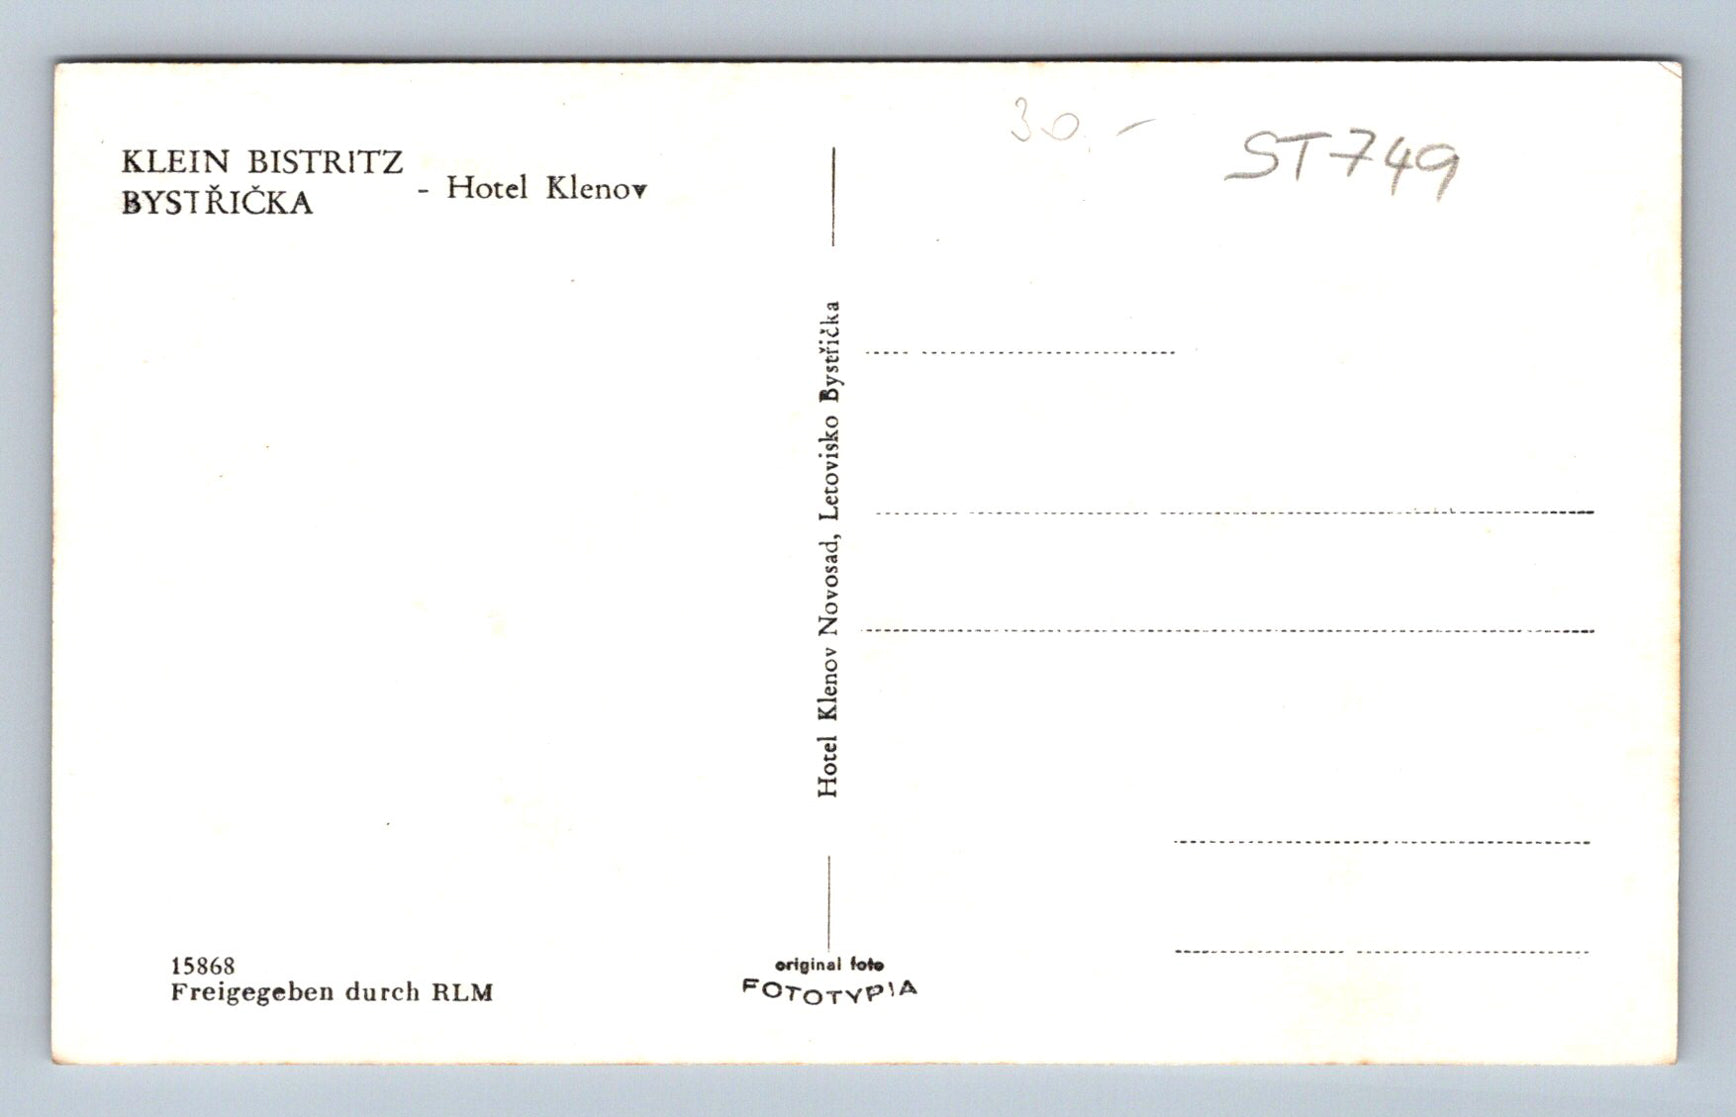 KLEIN BISTRITZ
BYSTŘIČKA
- Hotel Klenov
30.-
ST749
Hotel Klenov Novosad, Letovisko Bystřička
15868
Freigegeben durch RLM
original foto
FOTOTYPIA